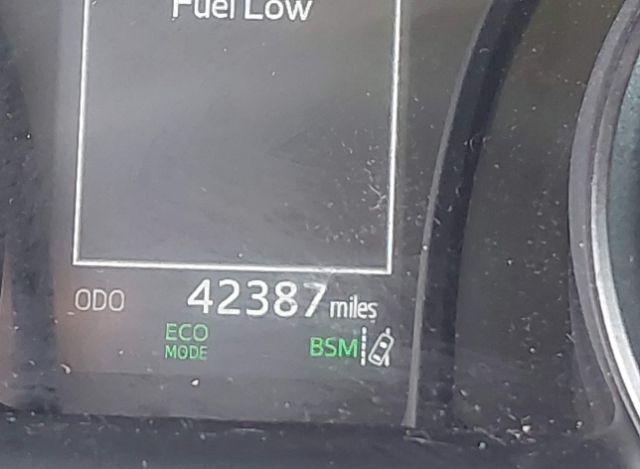 Fuel Low
ODO 42387 miles
ECO BSM
MODE